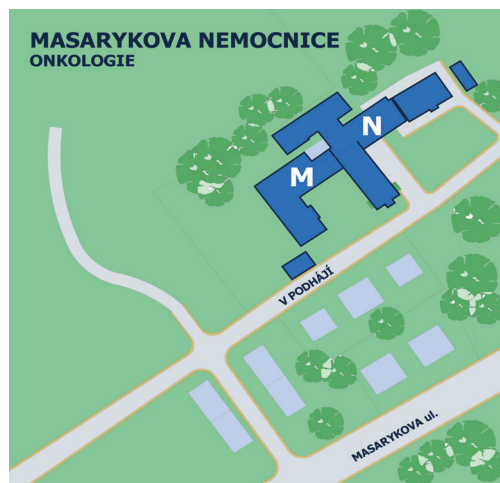 MASARYKOVA NEMOCNICE
ONKOLOGIE
N
M
V PODHÁJÍ
MASARYKOVA ul.